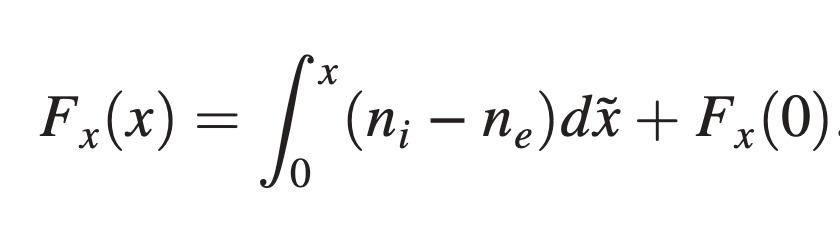 F_x(x) = ∫_0^x (n_i − n_e)dx̃ + F_x(0).